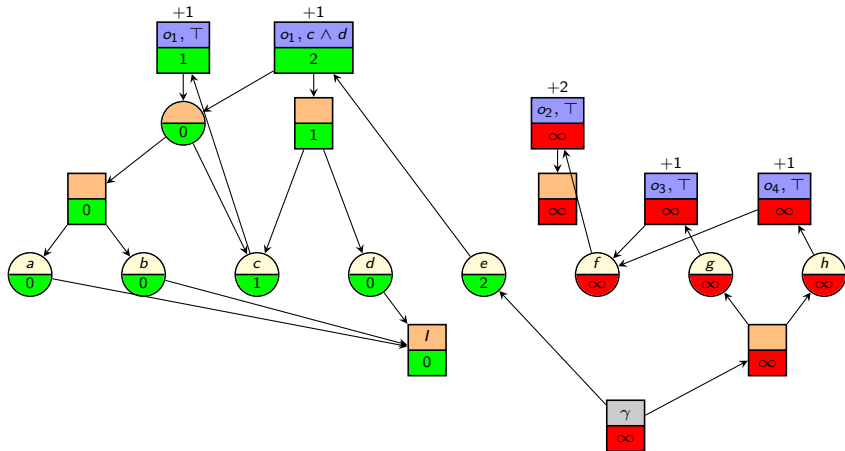 +1 +1
o₁, ⊤ o₁, c ∧ d
1 2
+2
o₂, ⊤
0 1 ∞
+1 +1
o₃, ⊤ o₄, ⊤
0 ∞ ∞ ∞
a b c d e f g h
0 0 1 0 2 ∞ ∞ ∞
I
0 ∞
γ
∞